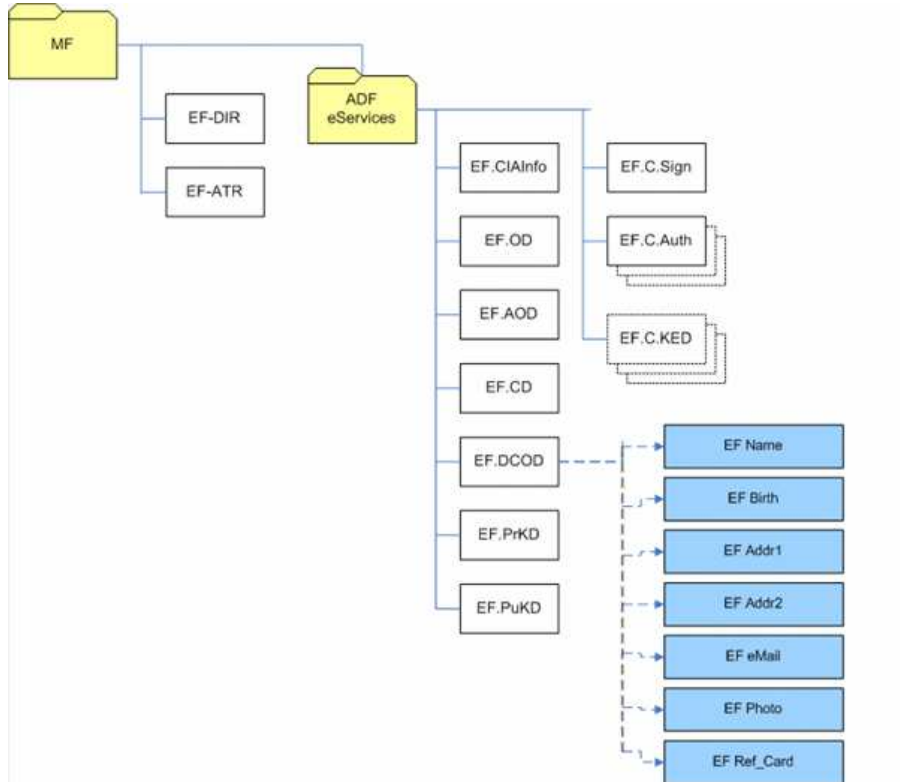 MF
ADF
eServices
EF-DIR
EF-ATR
EF.CIAInfo
EF.OD
EF.AOD
EF.CD
EF.DCOD
EF.PrKD
EF.PuKD
EF.C.Sign
EF.C.Auth
EF.C.KED
EF Name
EF Birth
EF Addr1
EF Addr2
EF eMail
EF Photo
EF Ref_Card